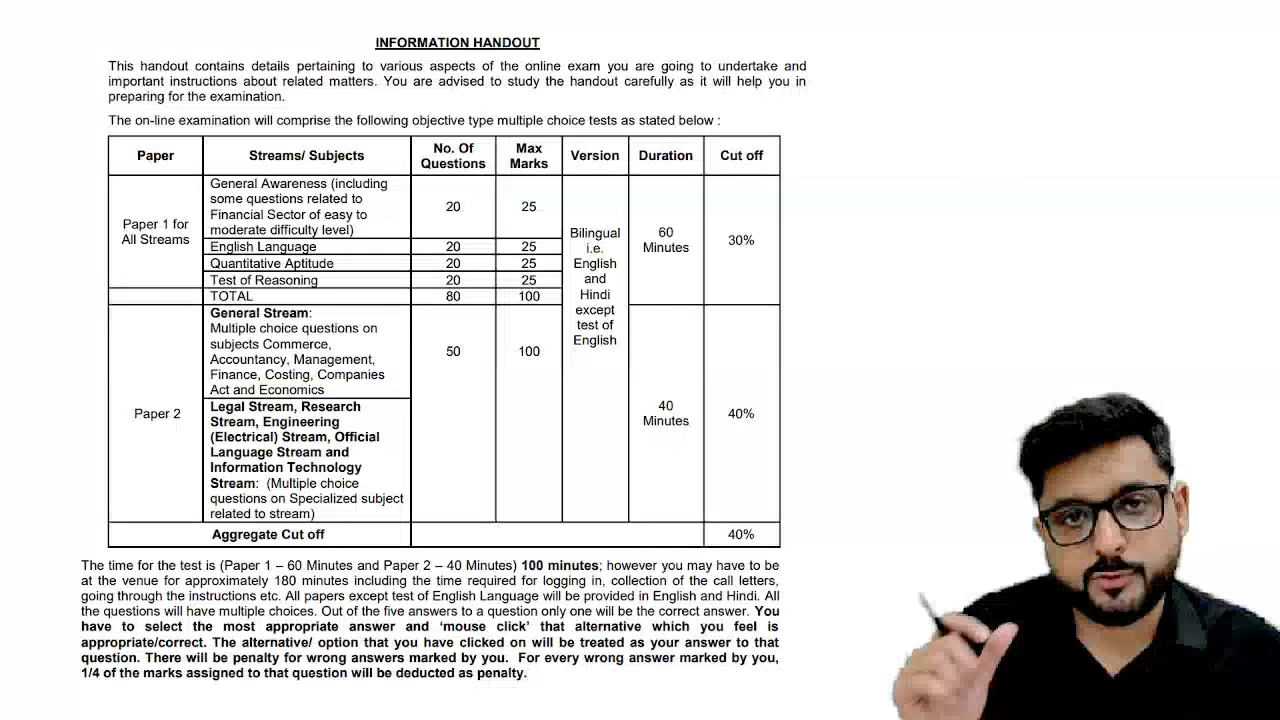 INFORMATION HANDOUT
This handout contains details pertaining to various aspects of the online exam you are going to undertake and
important instructions about related matters. You are advised to study the handout carefully as it will help you in
preparing for the examination.
The on-line examination will comprise the following objective type multiple choice tests as stated below :
Paper Streams/ Subjects No. Of Questions Max Marks Version Duration Cut off
Paper 1 for
All Streams
General Awareness (including
some questions related to
Financial Sector of easy to
moderate difficulty level)
20 25
English Language 20 25
Quantitative Aptitude 20 25
Test of Reasoning 20 25
TOTAL 80 100
Bilingual
i.e.
English
and
Hindi
except
test of
English
60
Minutes
30%
Paper 2
General Stream:
Multiple choice questions on
subjects Commerce,
Accountancy, Management,
Finance, Costing, Companies
Act and Economics
50 100
Legal Stream, Research
Stream, Engineering
(Electrical) Stream, Official
Language Stream and
Information Technology
Stream: (Multiple choice
questions on Specialized subject
related to stream)
40
Minutes
40%
Aggregate Cut off 40%
The time for the test is (Paper 1 – 60 Minutes and Paper 2 – 40 Minutes) 100 minutes; however you may have to be
at the venue for approximately 180 minutes including the time required for logging in, collection of the call letters,
going through the instructions etc. All papers except test of English Language will be provided in English and Hindi. All
the questions will have multiple choices. Out of the five answers to a question only one will be the correct answer. You
have to select the most appropriate answer and ‘mouse click’ that alternative which you feel is
appropriate/correct. The alternative/ option that you have clicked on will be treated as your answer to that
question. There will be penalty for wrong answers marked by you. For every wrong answer marked by you,
1/4 of the marks assigned to that question will be deducted as penalty.